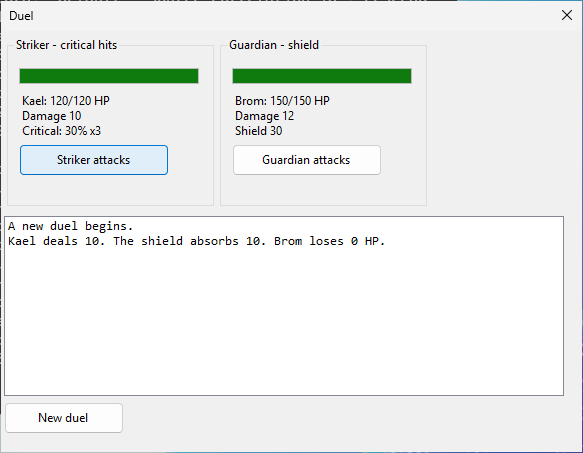 Duel
Striker - critical hits
Kael: 120/120 HP
Damage 10
Critical: 30% x3
Striker attacks
Guardian - shield
Brom: 150/150 HP
Damage 12
Shield 30
Guardian attacks
A new duel begins.
Kael deals 10. The shield absorbs 10. Brom loses 0 HP.
New duel